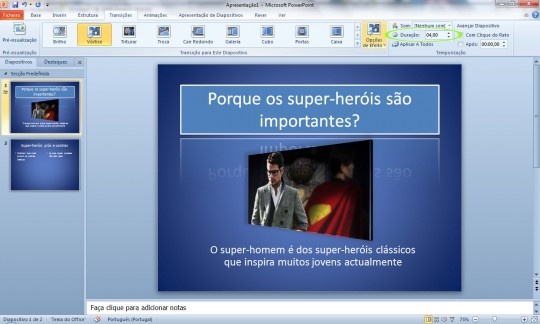 Apresentação1 - Microsoft PowerPoint
Ficheiro Base Inserir Estrutura Transições Animações Apresentação de Diapositivos Rever Ver
Pré-visualização
Brilho Vórtice Triturar Troca Cair Redondo Galeria Cubo Portas Caixa
Opções de Efeito
Som: [Nenhum som]
Duração: 04,00
Aplicar A Todos
Avançar Diapositivo
Com Clique do Rato
Após: 00:00,00
Pré-visualização Transição para Este Diapositivo Temporização
Diapositivos Destaques
Secção Predefinida
1
Porque os super-heróis são importantes?
2
Super-heróis: prós e contras
Porque os super-heróis são
importantes?
O super-homem é dos super-heróis clássicos
que inspira muitos jovens actualmente
Faça clique para adicionar notas
Diapositivo 1 de 2 Tema do Office Português (Portugal) 75%